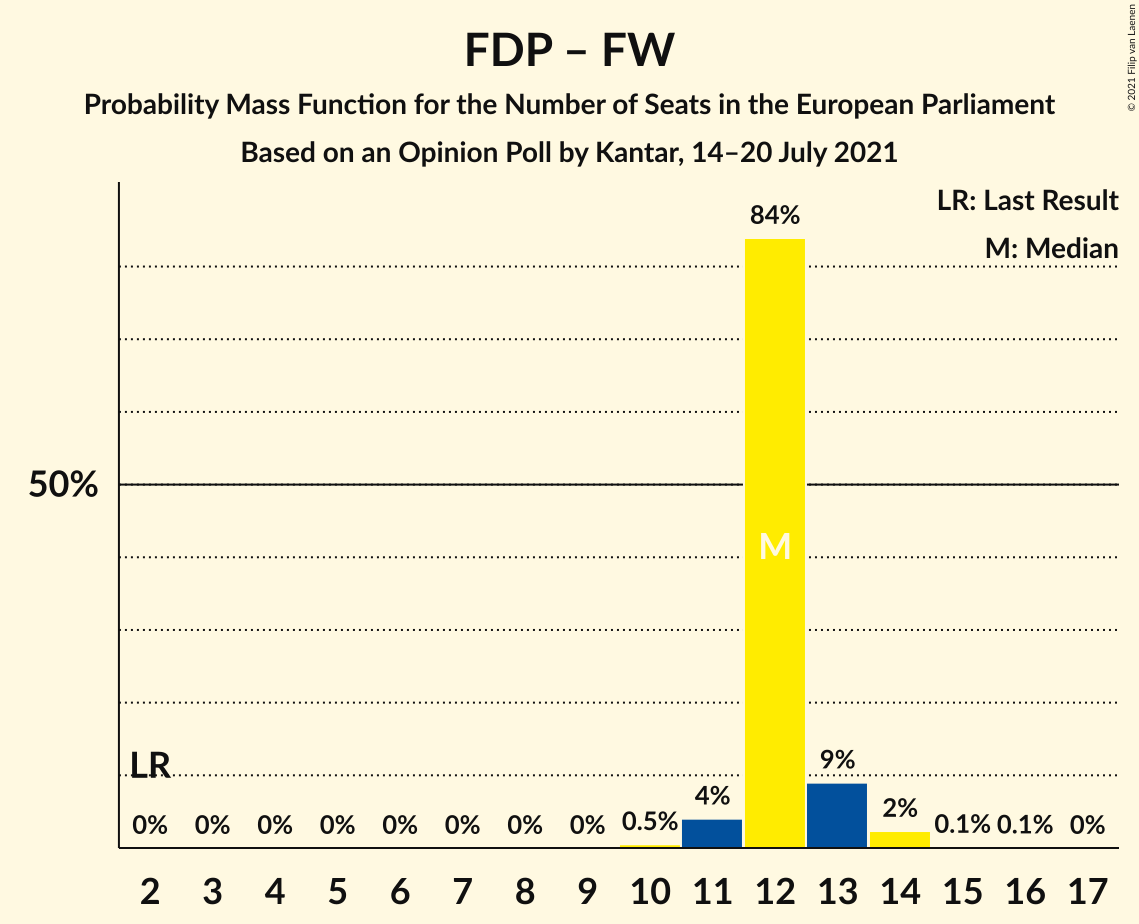 FDP – FW
Probability Mass Function for the Number of Seats in the European Parliament
Based on an Opinion Poll by Kantar, 14–20 July 2021
© 2021 Filip van Laenen
LR: Last Result
M: Median
84%
50%
M
LR
9%
4%
2%
0% 0% 0% 0% 0% 0% 0% 0% 0.5% 0.1% 0.1% 0%
2 3 4 5 6 7 8 9 10 11 12 13 14 15 16 17